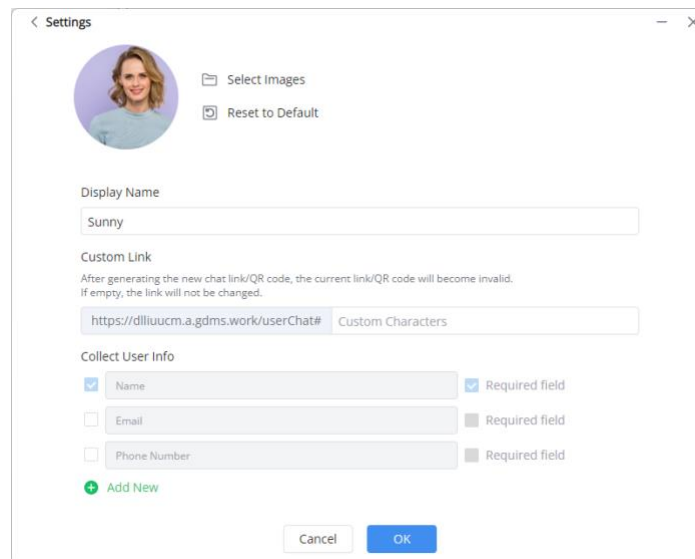 Settings
Select Images
Reset to Default
Display Name
Sunny
Custom Link
After generating the new chat link/QR code, the current link/QR code will become invalid.
If empty, the link will not be changed.
https://dlliuucm.a.gdms.work/userChat# Custom Characters
Collect User Info
Name Required field
Email Required field
Phone Number Required field
Add New
Cancel OK